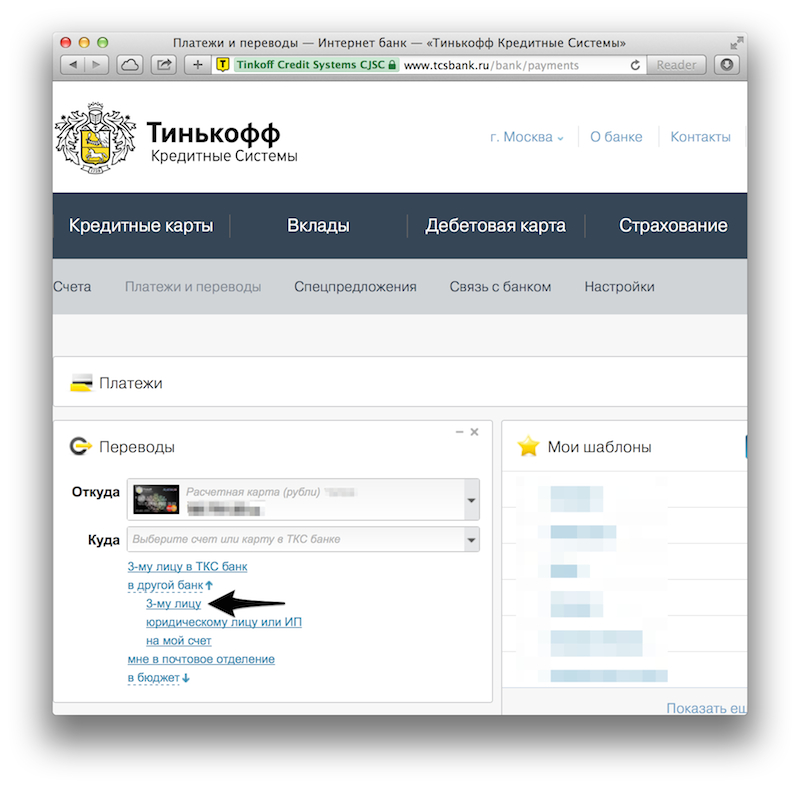 Платежи и переводы — Интернет банк — «Тинькофф Кредитные Системы»
Tinkoff Credit Systems CJSC www.tcsbank.ru/bank/payments Reader
Тинькофф
Кредитные Системы
г. Москва О банке Контакты
Кредитные карты Вклады Дебетовая карта Страхование
Счета Платежи и переводы Спецпредложения Связь с банком Настройки
Платежи
Переводы
Откуда Расчетная карта (рубли)
Куда Выберите счет или карту в ТКС банке
3-му лицу в ТКС банк
в другой банк
3-му лицу
юридическому лицу или ИП
на мой счет
мне в почтовое отделение
в бюджет
Мои шаблоны
Показать ещ